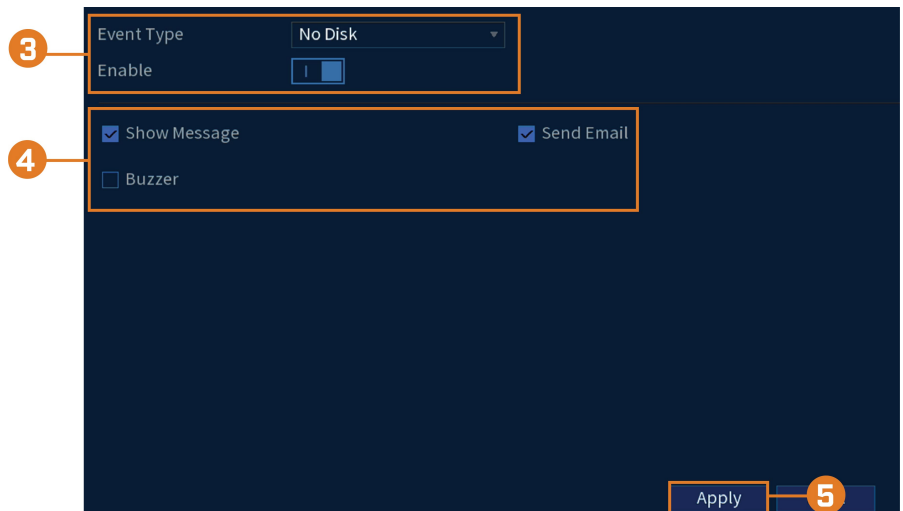 3
Event Type No Disk
Enable
4
Show Message Send Email
Buzzer
Apply 5